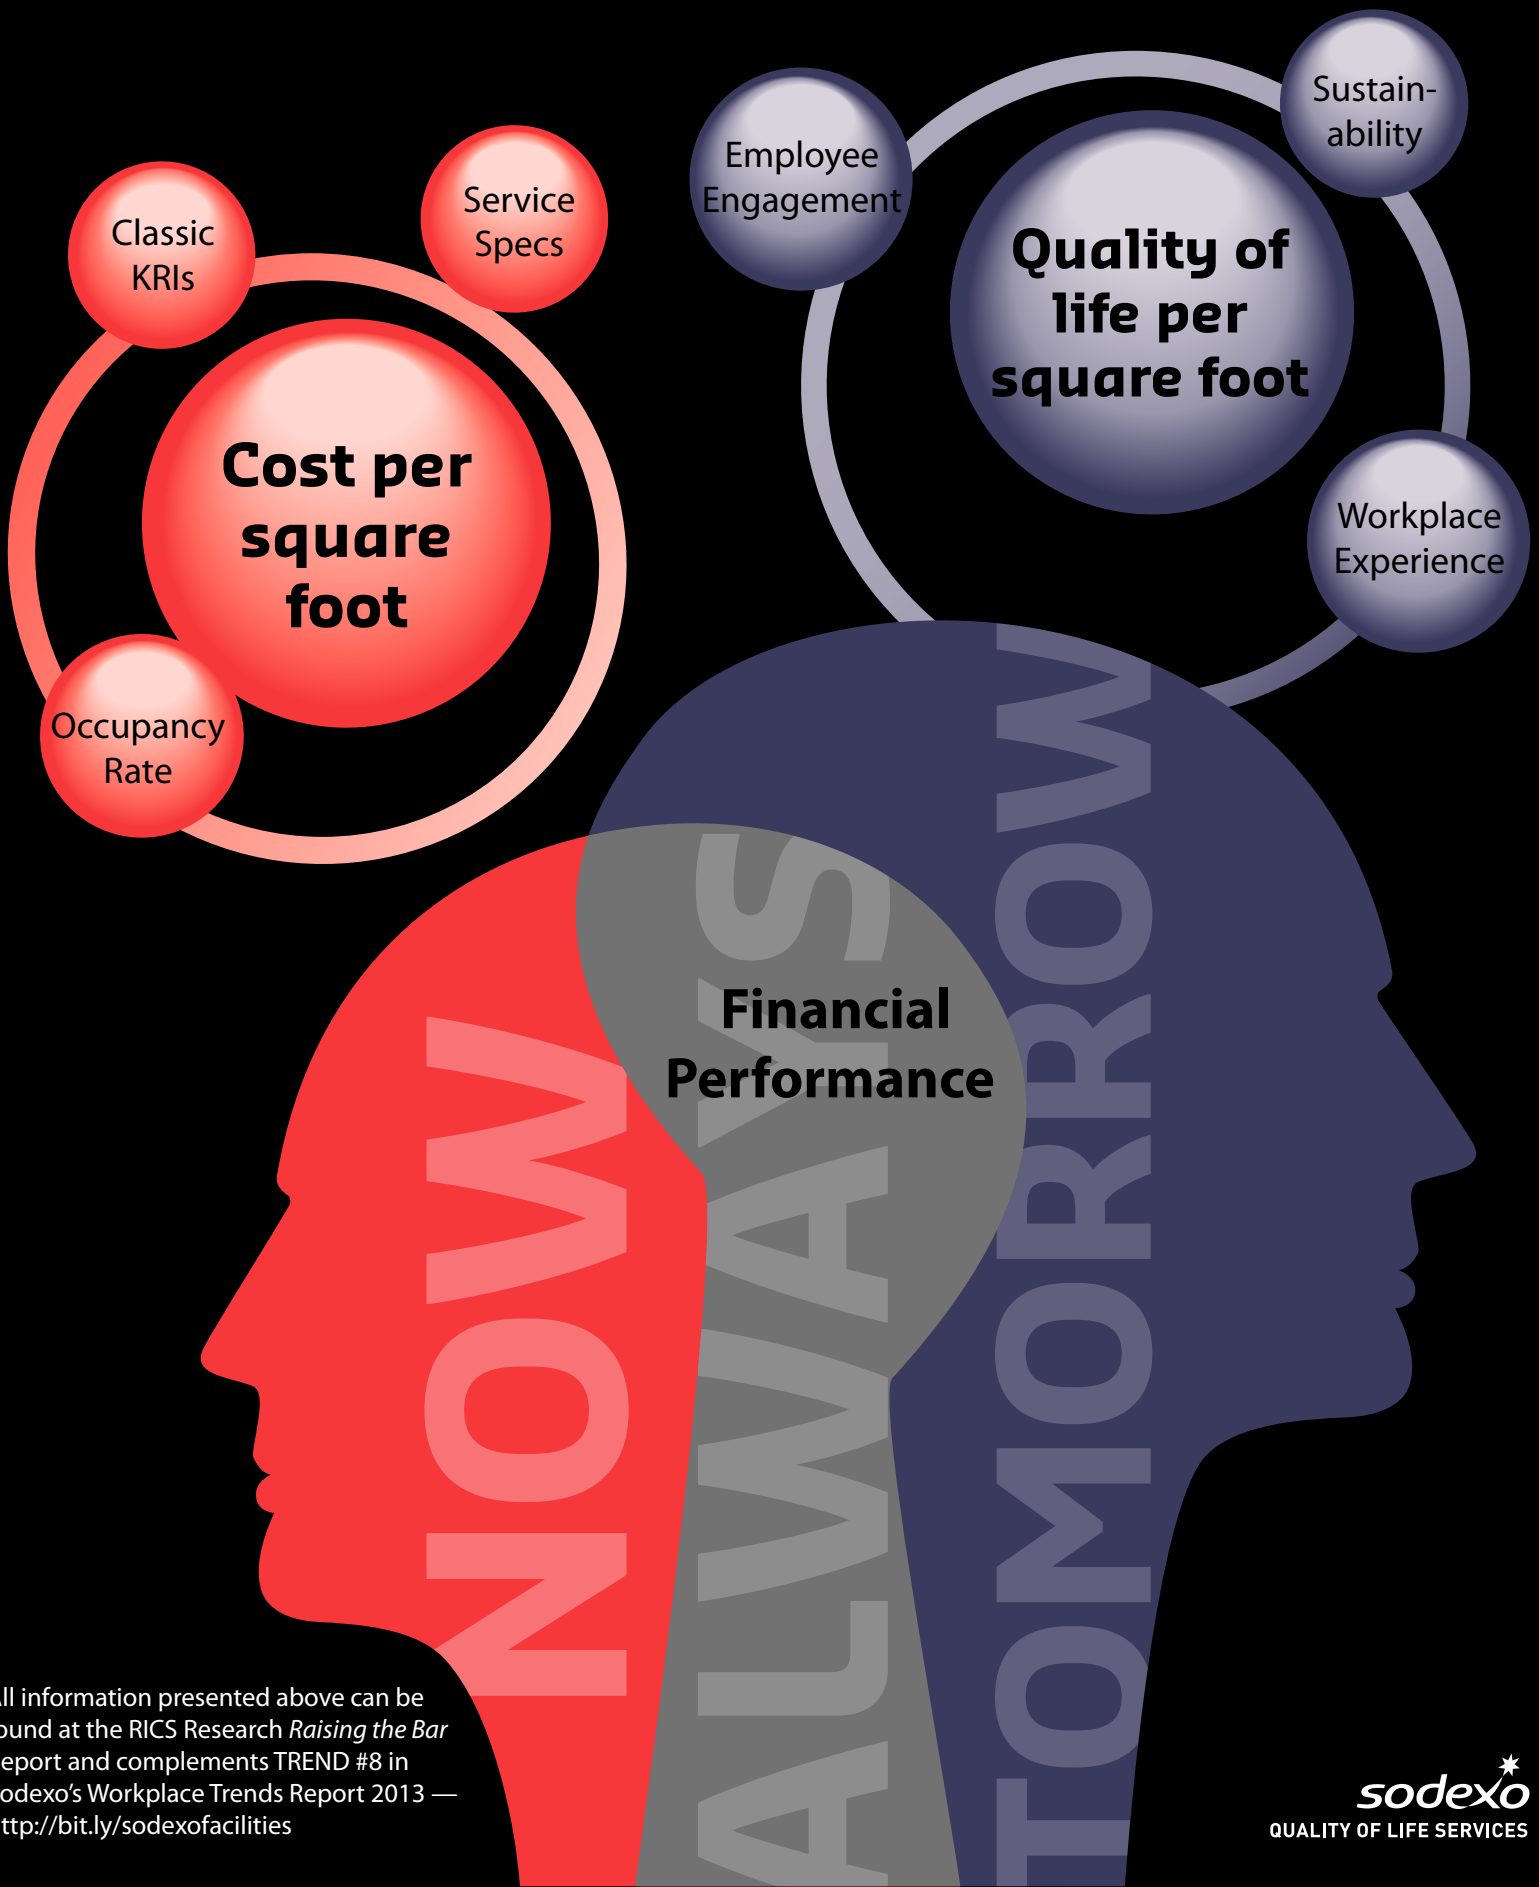 Classic
KRIs
Service
Specs
Cost per
square
foot
Occupancy
Rate
Employee
Engagement
Sustain-
ability
Quality of
life per
square foot
Workplace
Experience
Financial
Performance
NOW
ALWAYS
TOMORROW
ll information presented above can be
ound at the RICS Research Raising the Bar
eport and complements TREND #8 in
odexo's Workplace Trends Report 2013 —
ttp://bit.ly/sodexofacilities
sodexo
QUALITY OF LIFE SERVICES